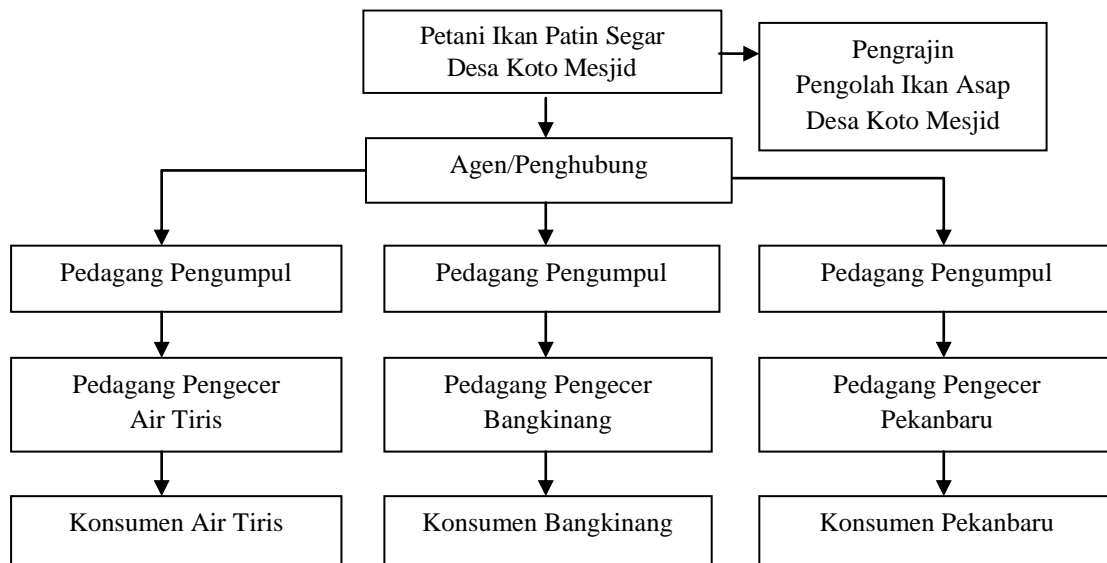 Petani Ikan Patin Segar
Desa Koto Mesjid
Pengrajin
Pengolah Ikan Asap
Desa Koto Mesjid
Agen/Penghubung
Pedagang Pengumpul
Pedagang Pengumpul
Pedagang Pengumpul
Pedagang Pengecer
Air Tiris
Pedagang Pengecer
Bangkinang
Pedagang Pengecer
Pekanbaru
Konsumen Air Tiris
Konsumen Bangkinang
Konsumen Pekanbaru